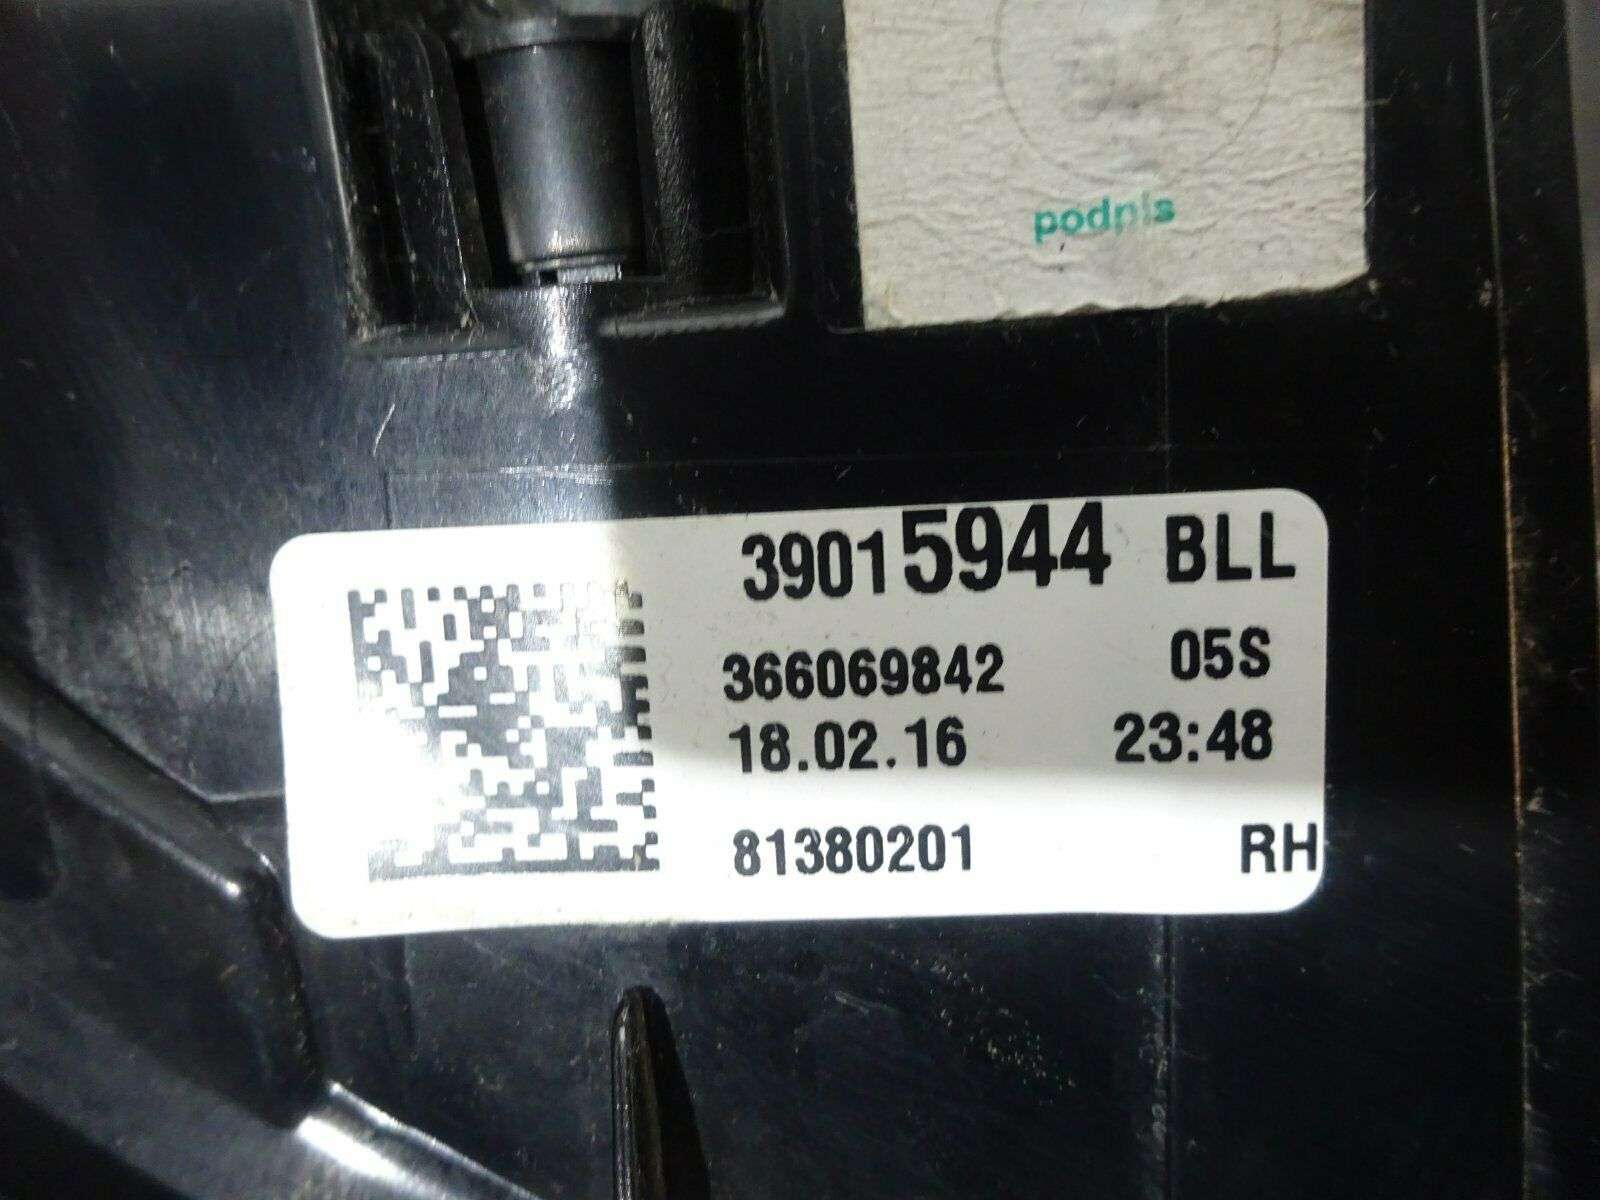 podpis
39015944 BLL
366069842 05S
18.02.16 23:48
81380201 RH